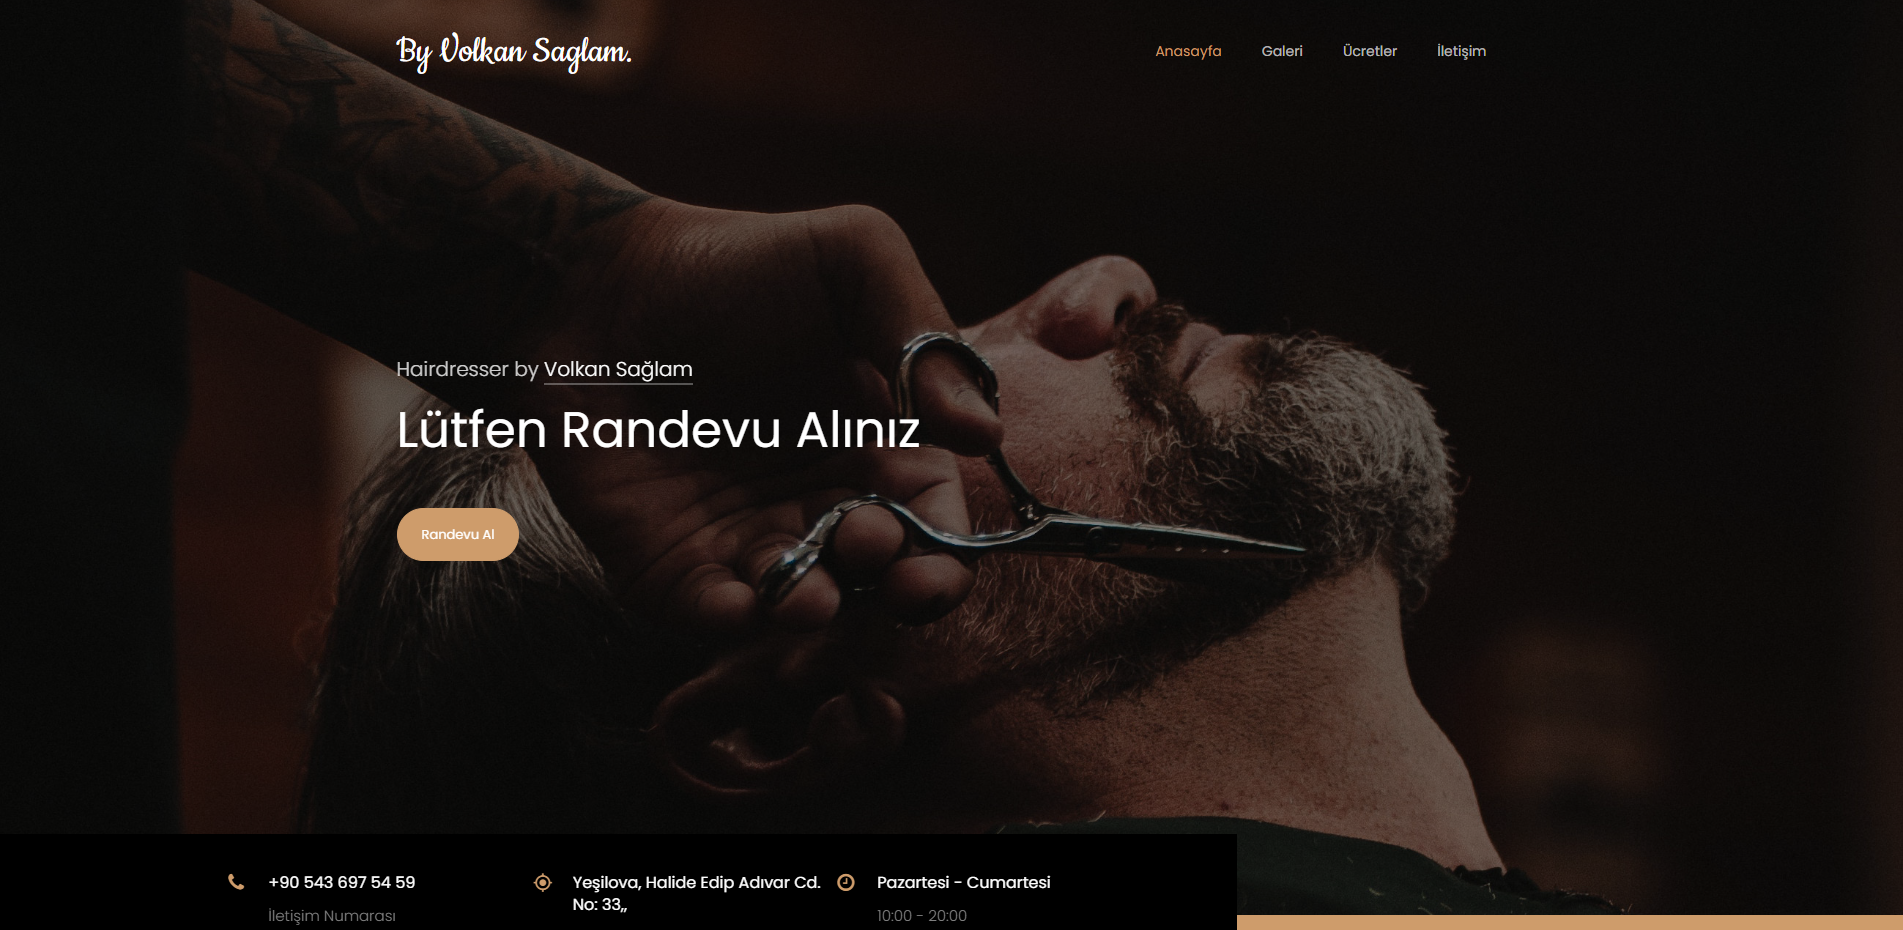 By Volkan Saglam.
Anasayfa
Galeri
Ücretler
İletişim
Hairdresser by Volkan Sağlam
Lütfen Randevu Alınız
Randevu Al
+90 543 697 54 59
İletişim Numarası
Yeşilova, Halide Edip Adıvar Cd.
No: 33,,
Pazartesi - Cumartesi
10:00 - 20:00